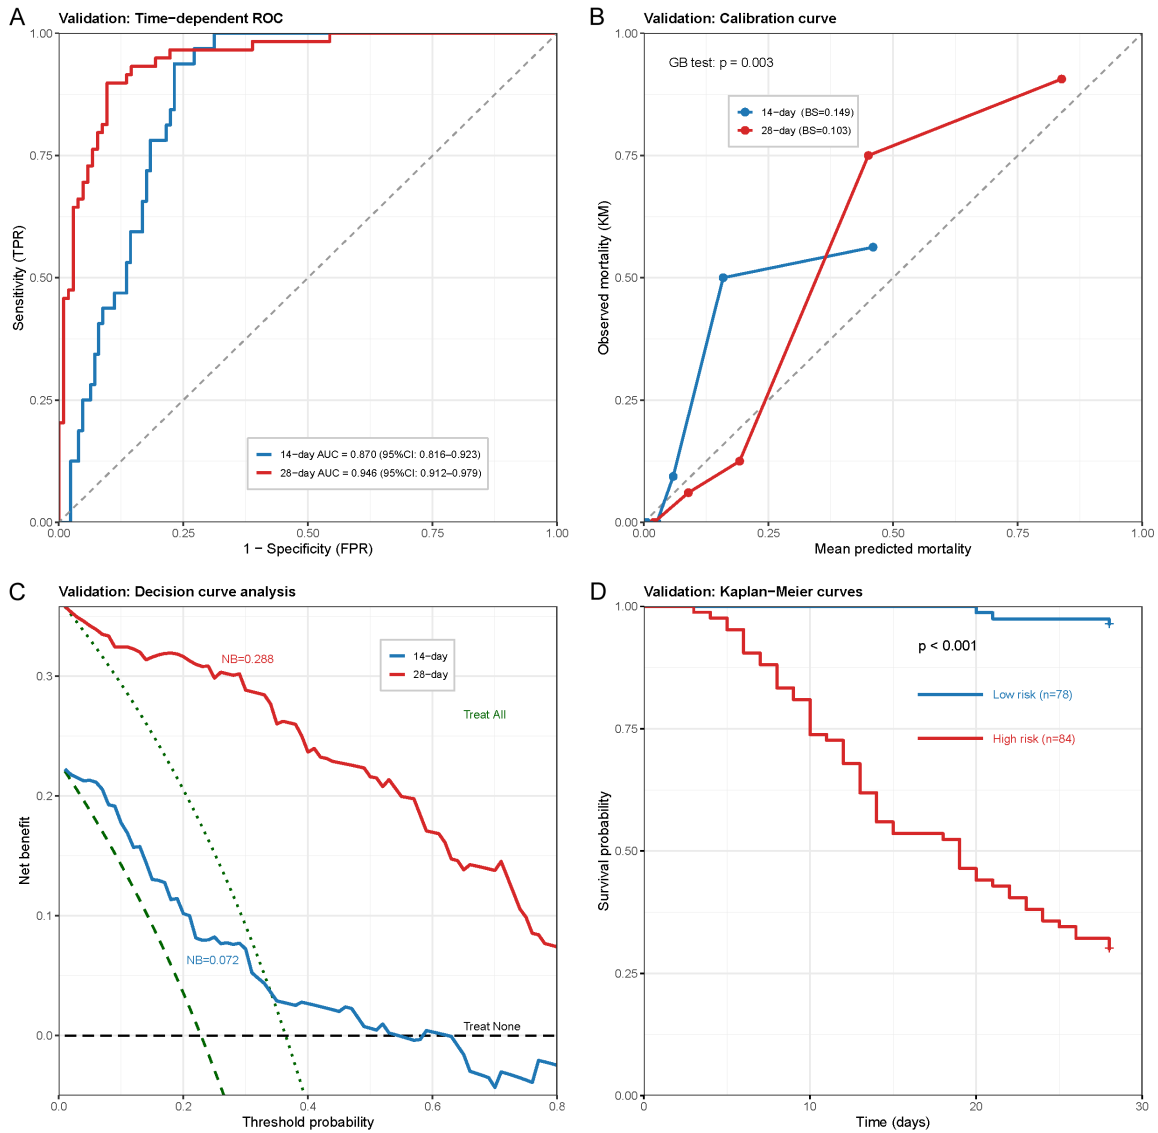 A
Validation: Time−dependent ROC
1.00
0.75
0.50
0.25
0.00
Sensitivity (TPR)
14−day AUC = 0.870 (95%CI: 0.816–0.923)
28−day AUC = 0.946 (95%CI: 0.912–0.979)
0.00
0.25
0.50
0.75
1.00
1 − Specificity (FPR)
B
Validation: Calibration curve
1.00
0.75
0.50
0.25
0.00
Observed mortality (KM)
GB test: p = 0.003
14−day (BS=0.149)
28−day (BS=0.103)
0.00
0.25
0.50
0.75
1.00
Mean predicted mortality
C
Validation: Decision curve analysis
0.3
0.2
0.1
0.0
Net benefit
14−day
28−day
NB=0.288
Treat All
NB=0.072
Treat None
0.0
0.2
0.4
0.6
0.8
Threshold probability
D
Validation: Kaplan−Meier curves
1.00
0.75
0.50
0.25
0.00
Survival probability
p < 0.001
Low risk (n=78)
High risk (n=84)
0
10
20
30
Time (days)